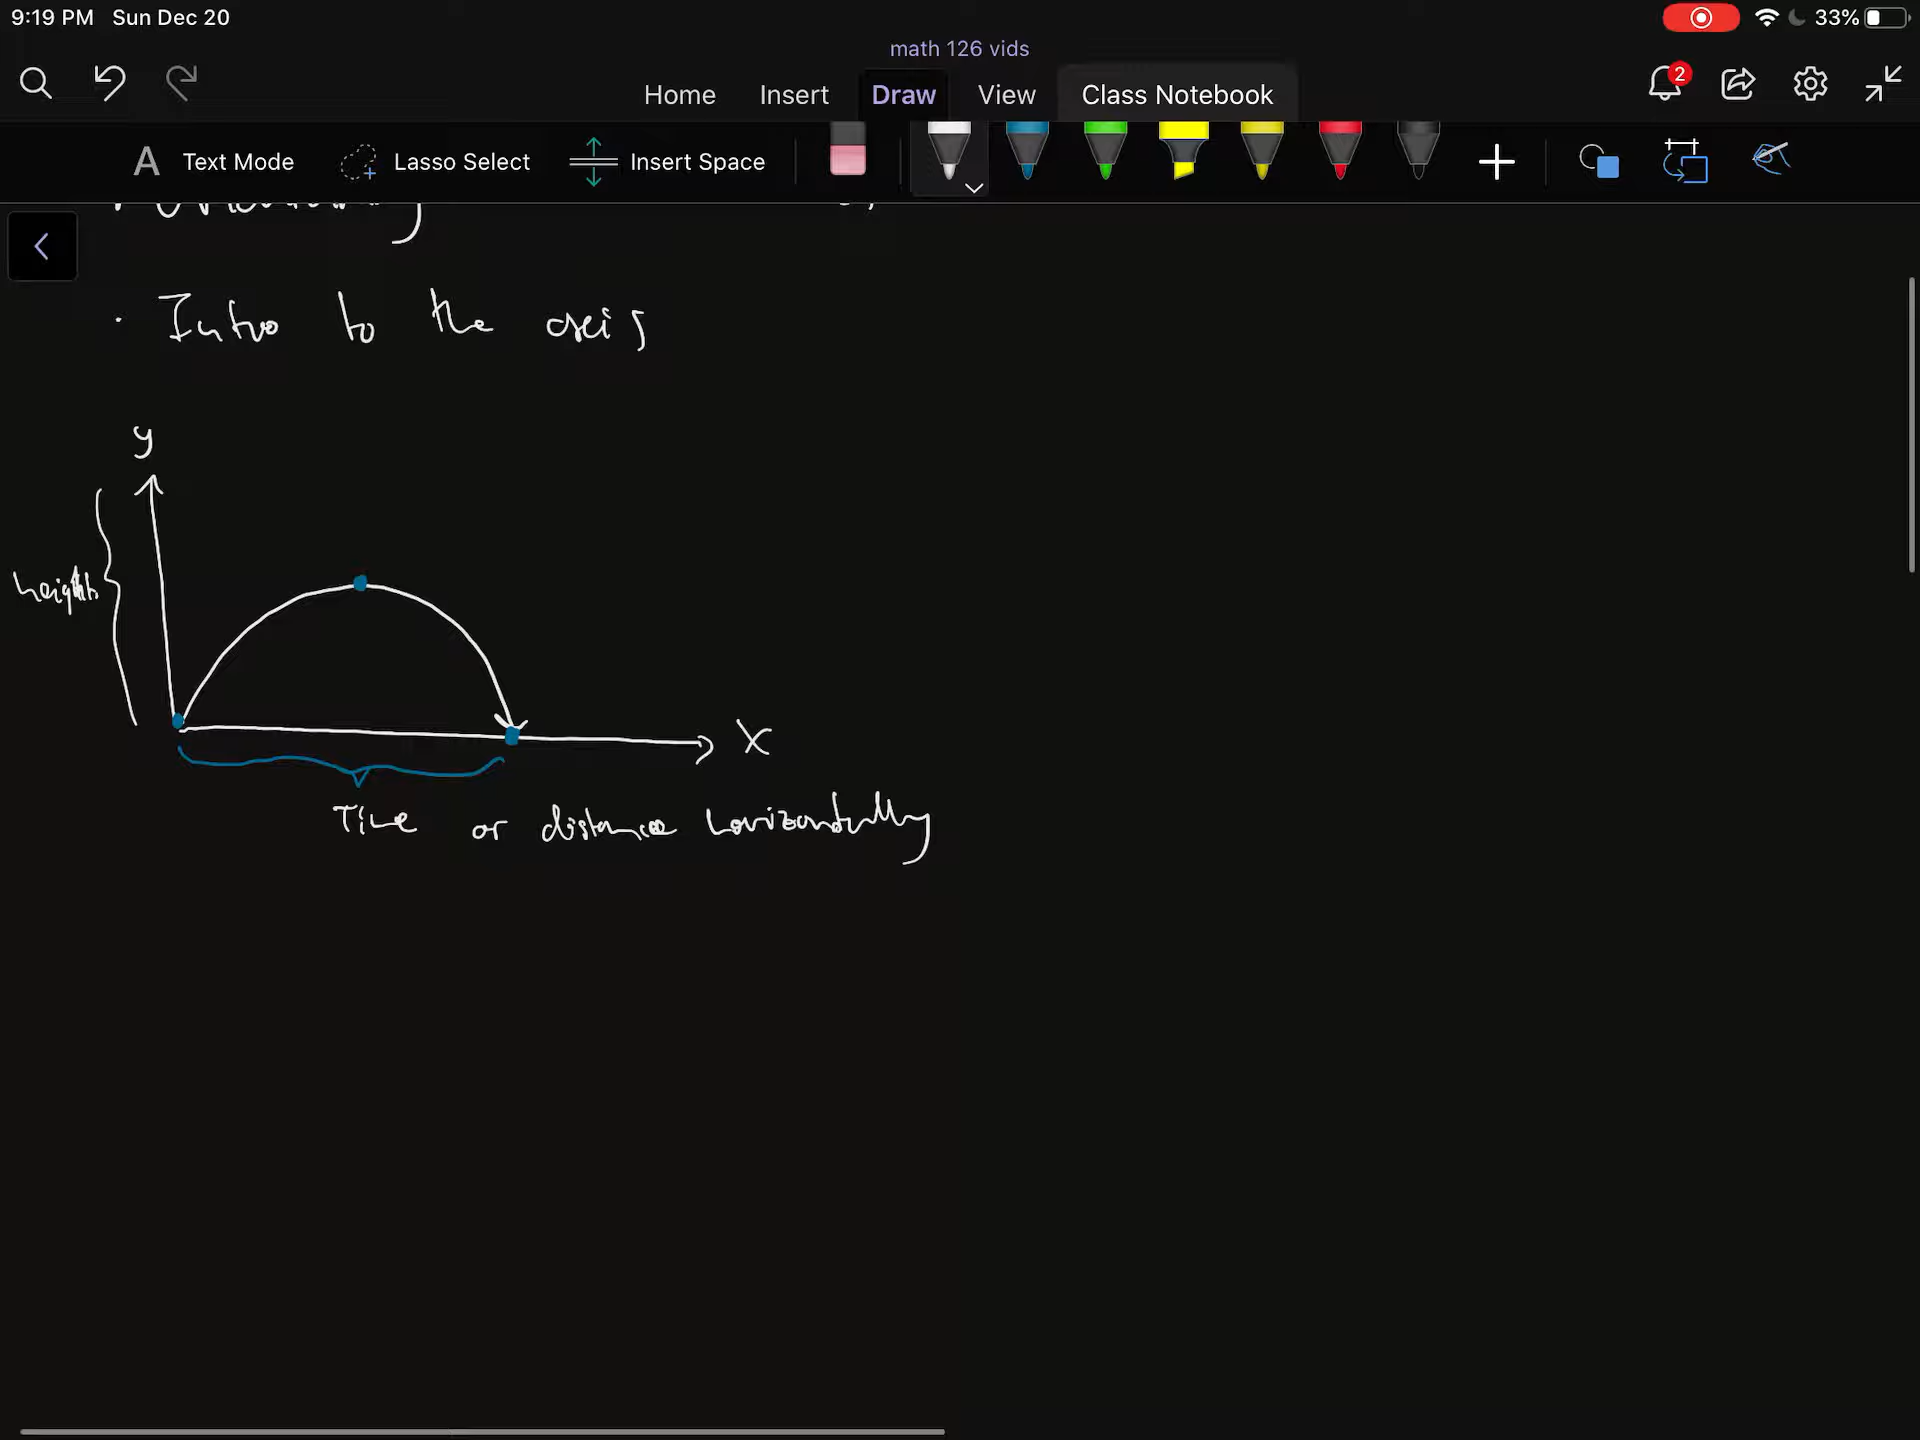 9:19 PM Sun Dec 20
33%
math 126 vids
2
Home Insert Draw View Class Notebook
A Text Mode Lasso Select Insert Space
· Intro to the axis
y
height
X
Time or distance horizontally